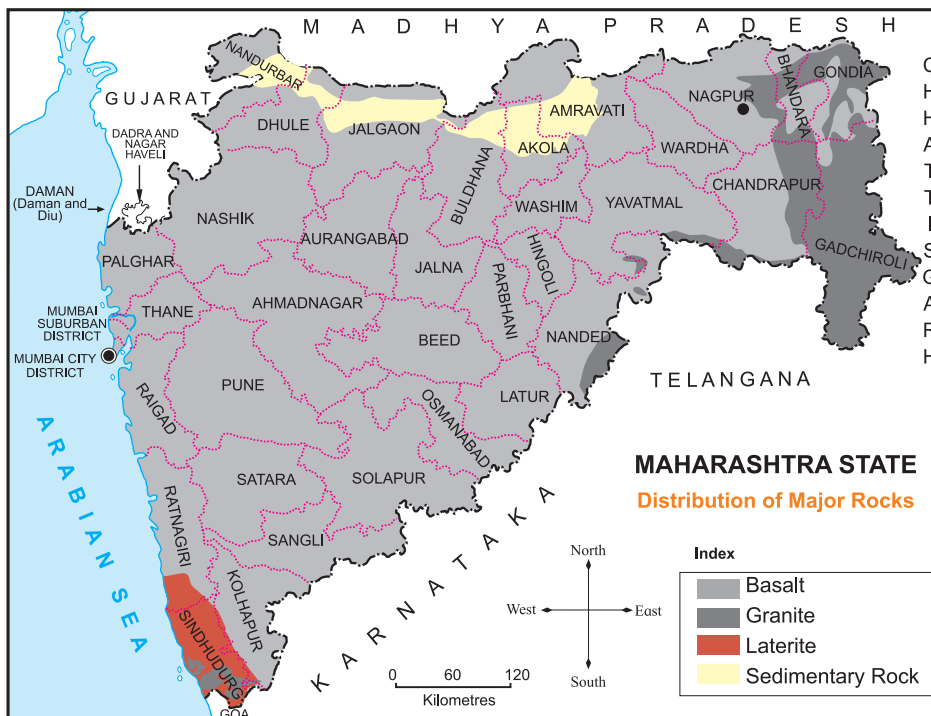 M A D H Y A P R A D E S H
NANDURBAR
GUJARAT
DHULE
JALGAON
AMRAVATI
AKOLA
BULDHANA
NAGPUR
BHANDARA
GONDIA
CHHATTISGARH
DADRA AND
NAGAR
HAVELI
DAMAN
(Daman and
Diu)
NASHIK
AURANGABAD
WASHIM
WARDHA
YAVATMAL
CHANDRAPUR
GADCHIROLI
PALGHAR
THANE
AHMADNAGAR
JALNA
PARBHANI
HINGOLI
MUMBAI
SUBURBAN
DISTRICT
MUMBAI CITY
DISTRICT
BEED
NANDED
PUNE
RAIGAD
LATUR
OSMANABAD
TELANGANA
ARABIAN SEA
SATARA
SOLAPUR
RATNAGIRI
SANGLI
KOLHAPUR
SINDHUDURG
KARNATAKA
GOA
MAHARASHTRA STATE
Distribution of Major Rocks
North
West
East
South
0 60 120
Kilometres
Index
Basalt
Granite
Laterite
Sedimentary Rock